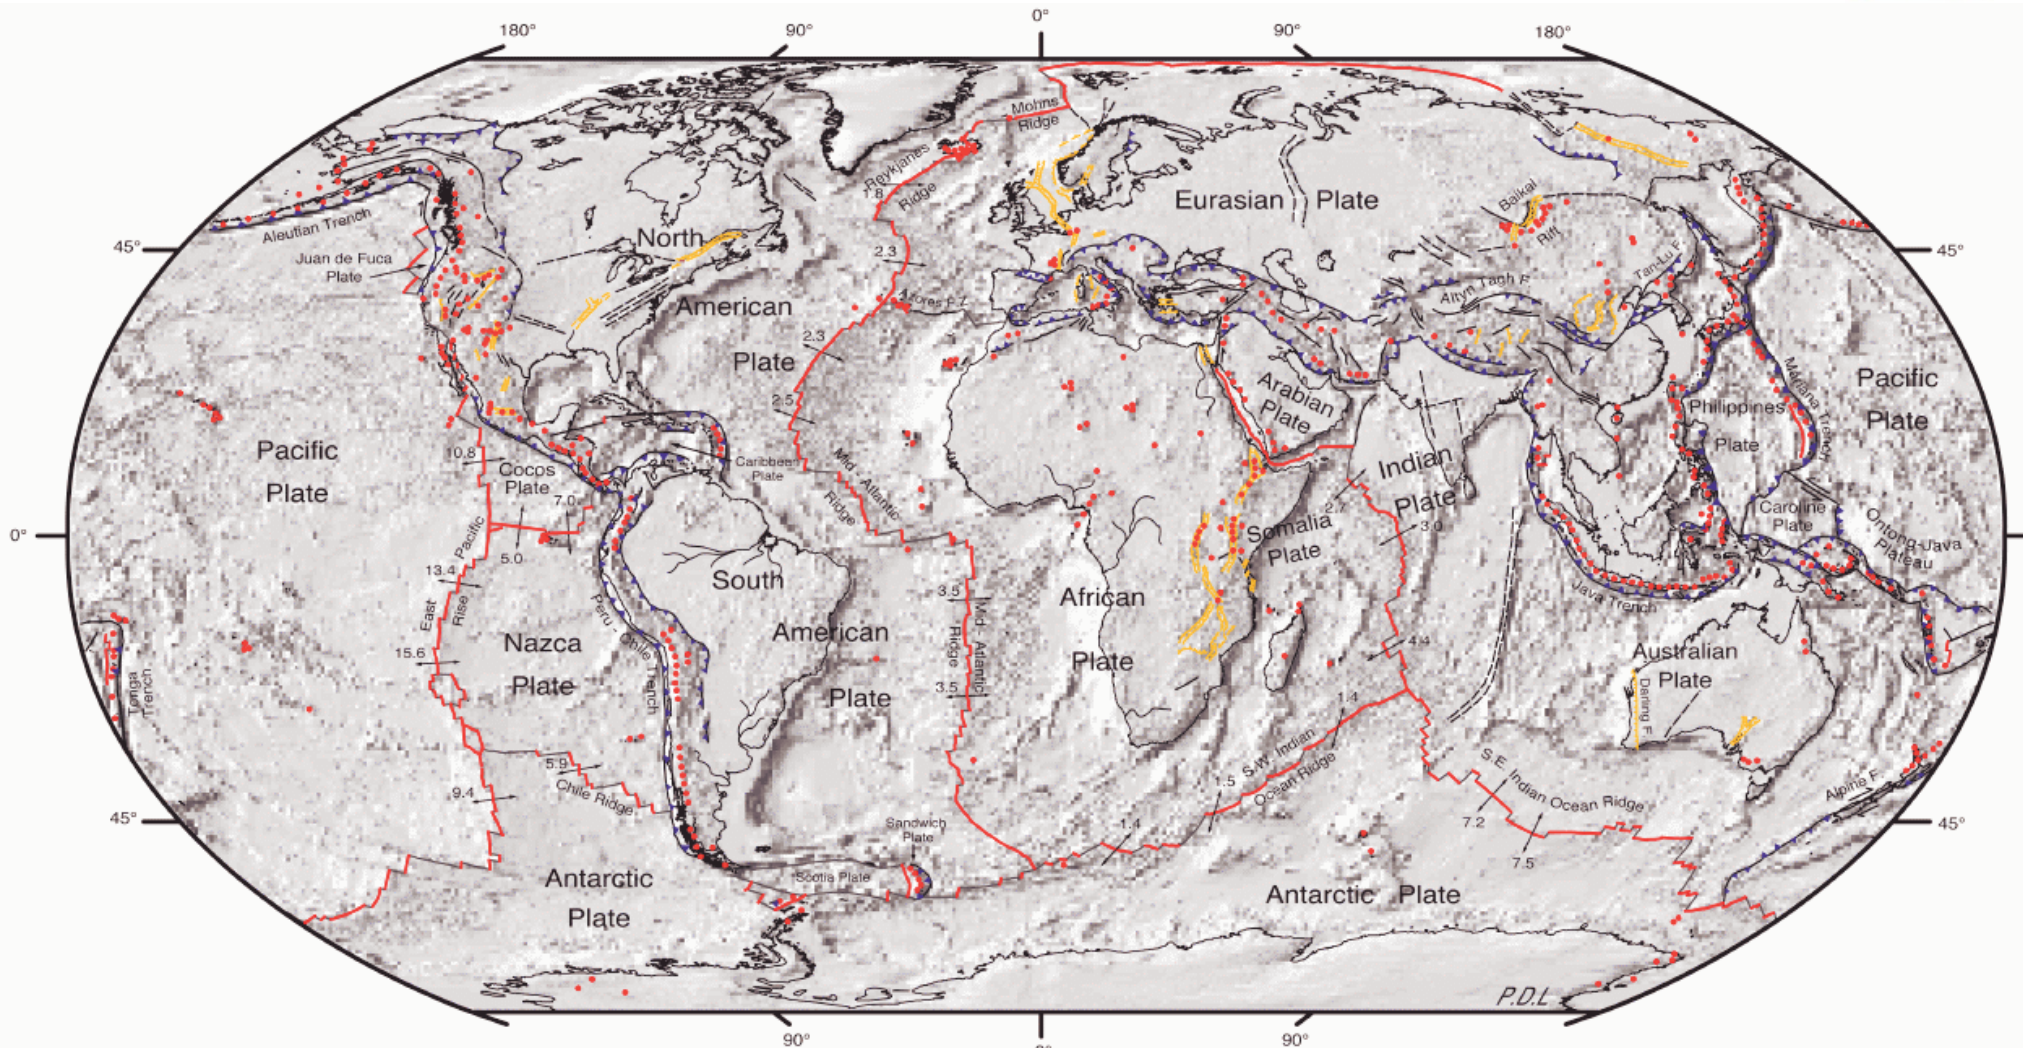 180°
90°
0°
90°
180°
Mohns
Ridge
Reykjanes
Ridge
1.8
Aleutian Trench
45°
Juan de Fuca
Plate
North
American
Plate
2.3
Azores F.Z.
2.3
2.5
Eurasian Plate
Baikal
Rift
Tan-Lu F.
Altyn Tagh F.
45°
Arabian
Plate
Indian
Plate
Philippines
Plate
Mariana Trench
Pacific
Plate
Pacific
Plate
10.8
Cocos
Plate
7.0
Caribbean
Plate
Mid Atlantic
Ridge
2.7
3.0
Somalia
Plate
Caroline
Plate
Ontong-Java
Plateau
0°
5.0
13.4
East Pacific
Rise
15.6
Nazca
Plate
Peru - Chile Trench
South
American
Plate
3.5
Mid Atlantic
Ridge
3.5
African
Plate
4.4
Java Trench
Australian
Plate
Darling F.
Tonga
Trench
1.4
5.9
Chile Ridge
9.4
S.W. Indian
Ocean Ridge
1.5
1.4
S.E. Indian Ocean Ridge
7.2
7.5
Alpine F.
45°
45°
Sandwich
Plate
Scotia Plate
Antarctic
Plate
Antarctic Plate
P.D.L
90°
90°